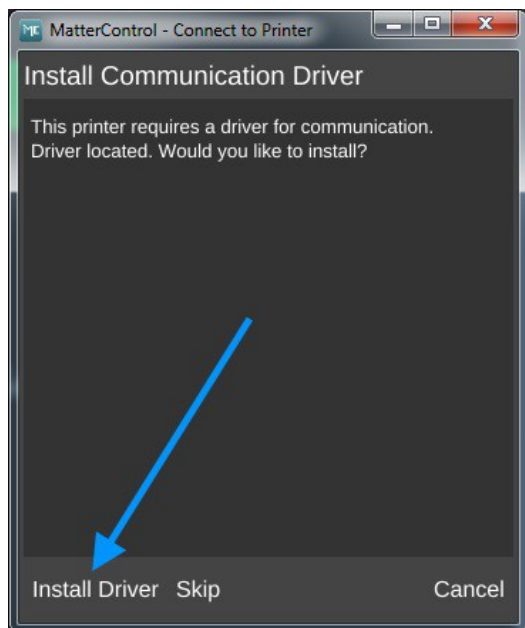 MatterControl - Connect to Printer
Install Communication Driver
This printer requires a driver for communication.
Driver located. Would you like to install?
Install Driver Skip Cancel